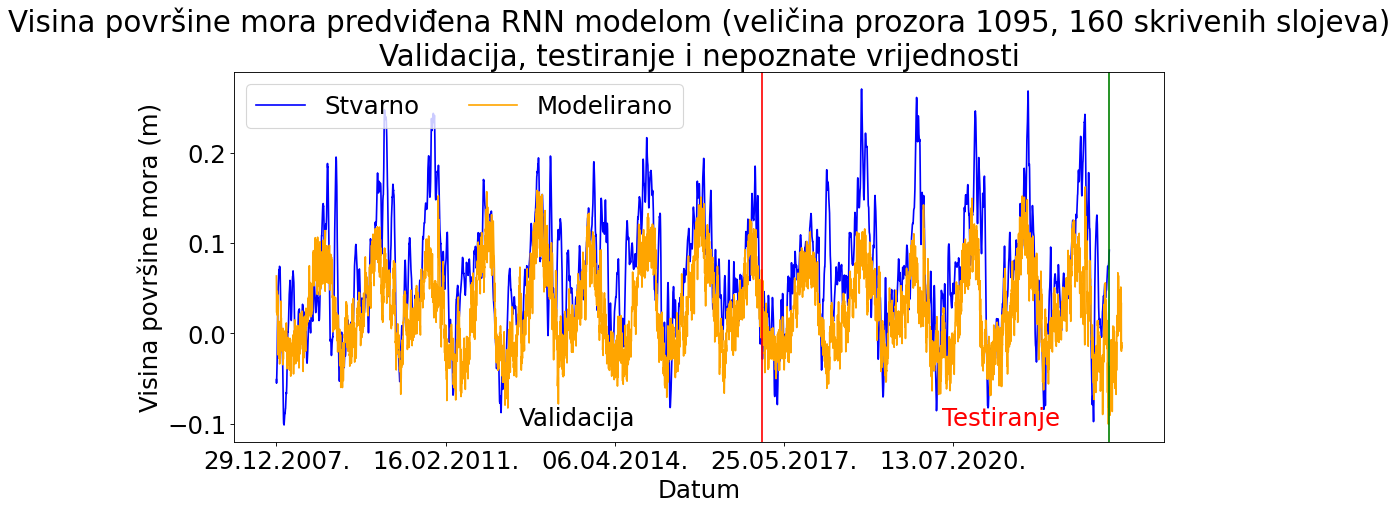 Visina površine mora predviđena RNN modelom (veličina prozora 1095, 160 skrivenih slojeva)
Validacija, testiranje i nepoznate vrijednosti
Stvarno Modelirano
Visina površine mora (m)
0.2
0.1
0.0
−0.1
Validacija Testiranje
29.12.2007. 16.02.2011. 06.04.2014. 25.05.2017. 13.07.2020.
Datum